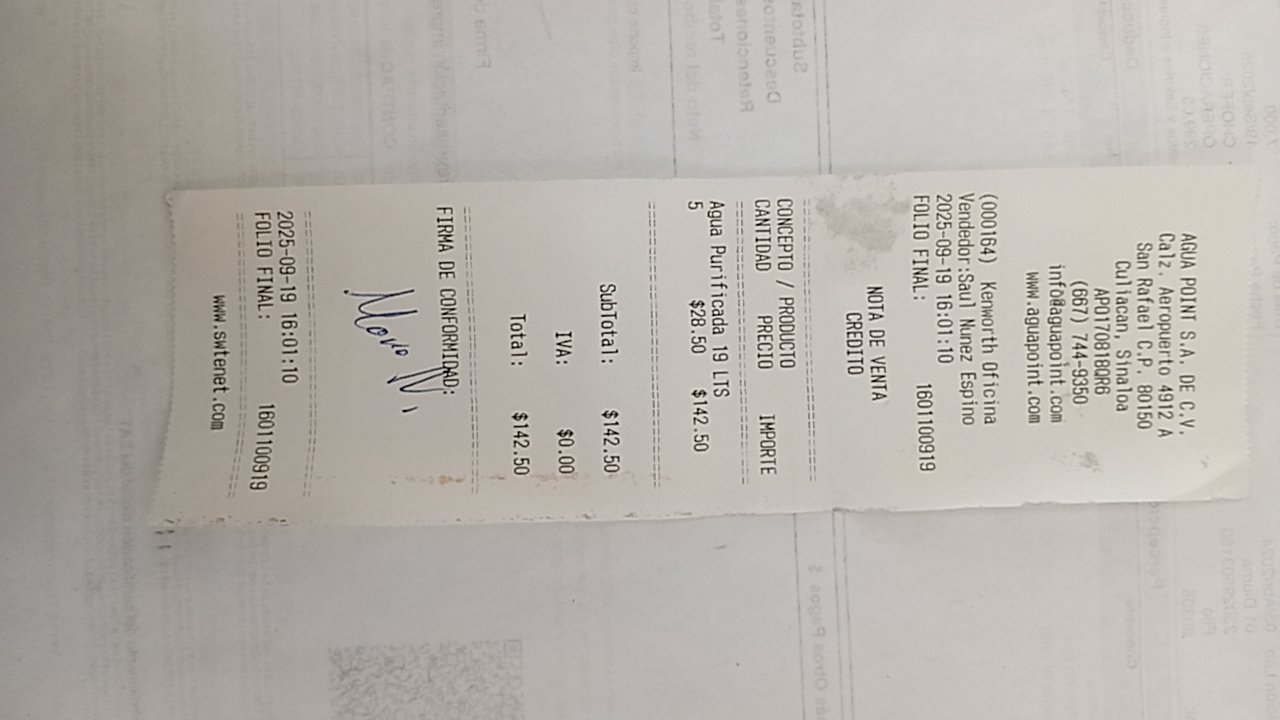 AGUA POINT S.A. DE C.V.
Calz. Aeropuerto 4912 A
San Rafael C.P. 80150
Culiacan, Sinaloa
APO170818QR6
(667) 744-9350
info@aguapoint.com
www.aguapoint.com
(000164) Kenworth Oficina
Vendedor:Saul Nunez Espino
2025-09-19 16:01:10
FOLIO FINAL: 1601100919
NOTA DE VENTA
CREDITO
CONCEPTO / PRODUCTO
CANTIDAD PRECIO IMPORTE
Agua Purificada 19 LTS
5 $28.50 $142.50
SubTotal: $142.50
IVA: $0.00
Total: $142.50
FIRMA DE CONFORMIDAD:
2025-09-19 16:01:10
FOLIO FINAL: 1601100919
www.swtenet.com